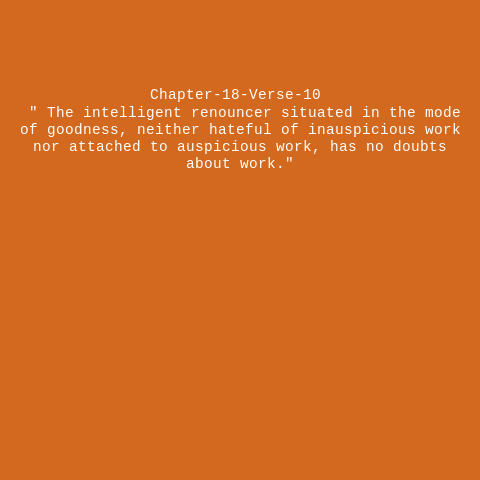 Chapter-18-Verse-10
" The intelligent renouncer situated in the mode
of goodness, neither hateful of inauspicious work
nor attached to auspicious work, has no doubts
about work."